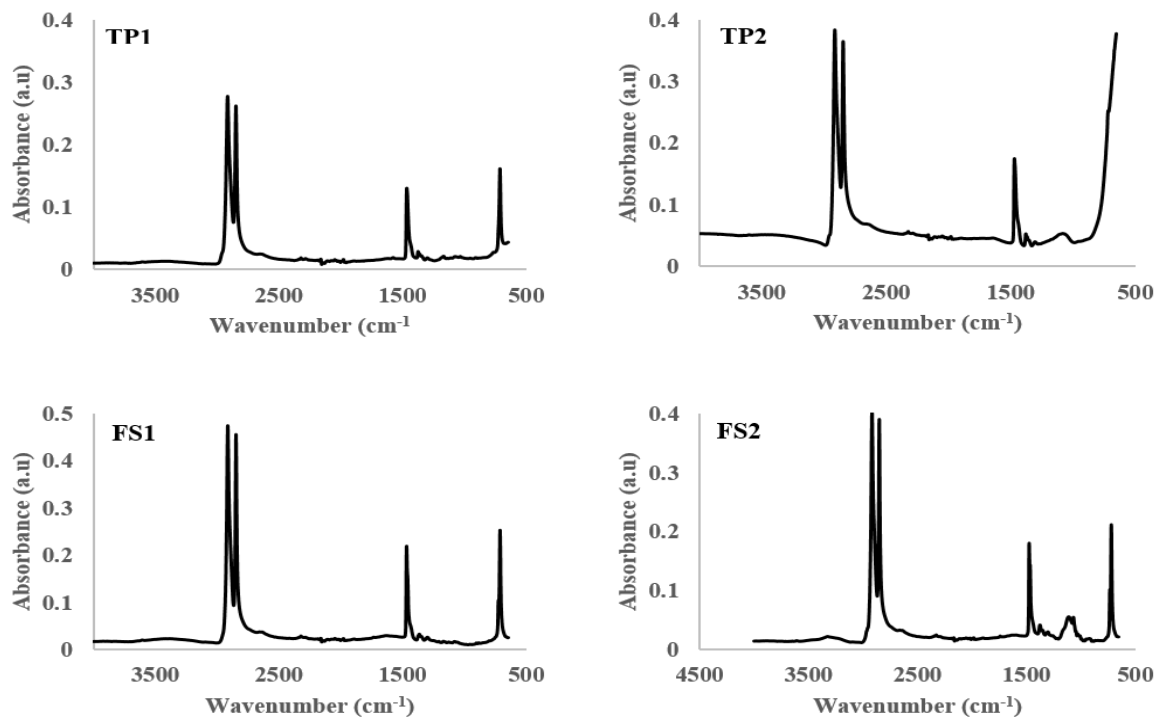 TP1
Absorbance (a.u)
0.4
0.3
0.2
0.1
0
3500 2500 1500 500
Wavenumber (cm-1
TP2
Absorbance (a.u)
0.4
0.3
0.2
0.1
0
3500 2500 1500 500
Wavenumber (cm-1)
FS1
Absorbance (a.u)
0.5
0.4
0.3
0.2
0.1
0
3500 2500 1500 500
Wavenumber (cm-1)
FS2
Absorbance (a.u)
0.4
0.3
0.2
0.1
0
4500 3500 2500 1500 500
Wavenumber (cm-1)